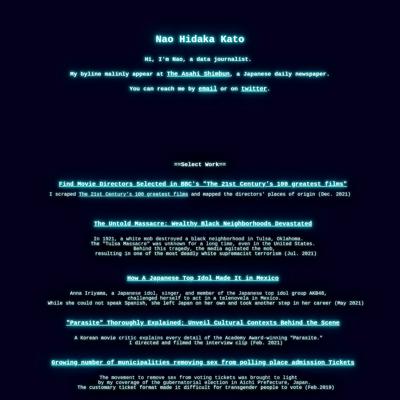 Nao Hidaka Kato
Hi, I'm Nao, a data journalist.
My byline malinly appear at The Asahi Shimbun, a Japanese daily newspaper.
You can reach me by email or on twitter.
==Select Work==
Find Movie Directors Selected in BBC's "The 21st Century's 100 greatest films"
I scraped The 21st Century's 100 greatest films and mapped the directors' places of origin (Dec. 2021)
The Untold Massacre: Wealthy Black Neighborhoods Devastated
In 1921, a white mob destroyed a black neighborhood in Tulsa, Oklahoma.
The "Tulsa Massacre" was unknown for a long time, even in the United States.
Behind this tragedy, the media agitated the mob,
resulting in one of the most deadly white supremacist terrorism (Jul. 2021)
How A Japanese Top Idol Made It in Mexico
Anna Iriyama, a Japanese idol, singer, and member of the Japanese top idol group AKB48,
challenged herself to act in a telenovela in Mexico.
While she could not speak Spanish, she left Japan on her own and took another step in her career (May 2021)
"Parasite" Thoroughly Explained: Unveil Cultural Contexts Behind the Scene
A Korean movie critic explains every detail of the Academy Award-winning "Parasite."
I directed and filmed the interview clip (Feb. 2021)
Growing number of municipalities removing sex from polling place admission Tickets
The movement to remove sex from voting tickets was brought to light
by my coverage of the gubernatorial election in Aichi Prefecture, Japan.
The customary ticket format made it difficult for transgender people to vote (Feb.2019)